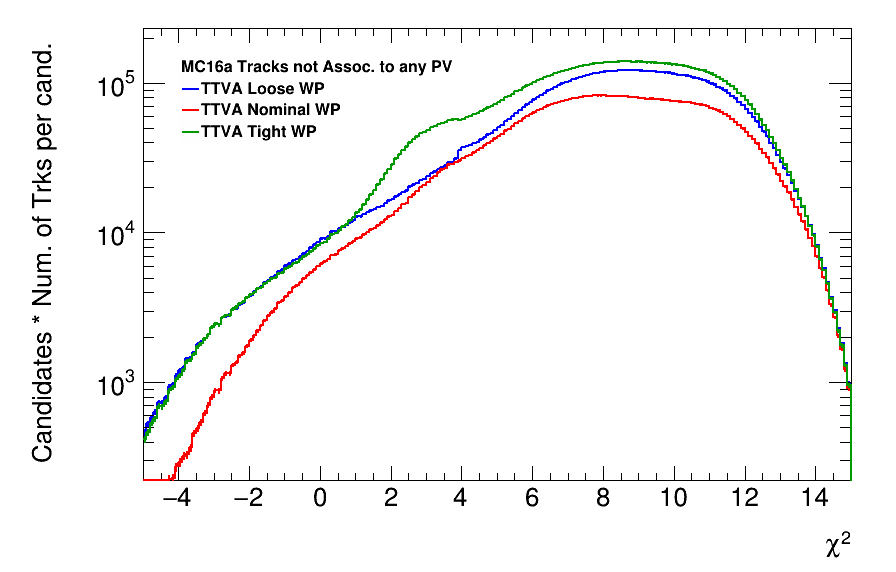 MC16a Tracks not Assoc. to any PV
TTVA Loose WP
TTVA Nominal WP
TTVA Tight WP
Candidates * Num. of Trks per cand.
10⁵
10⁴
10³
−4 −2 0 2 4 6 8 10 12 14
χ²